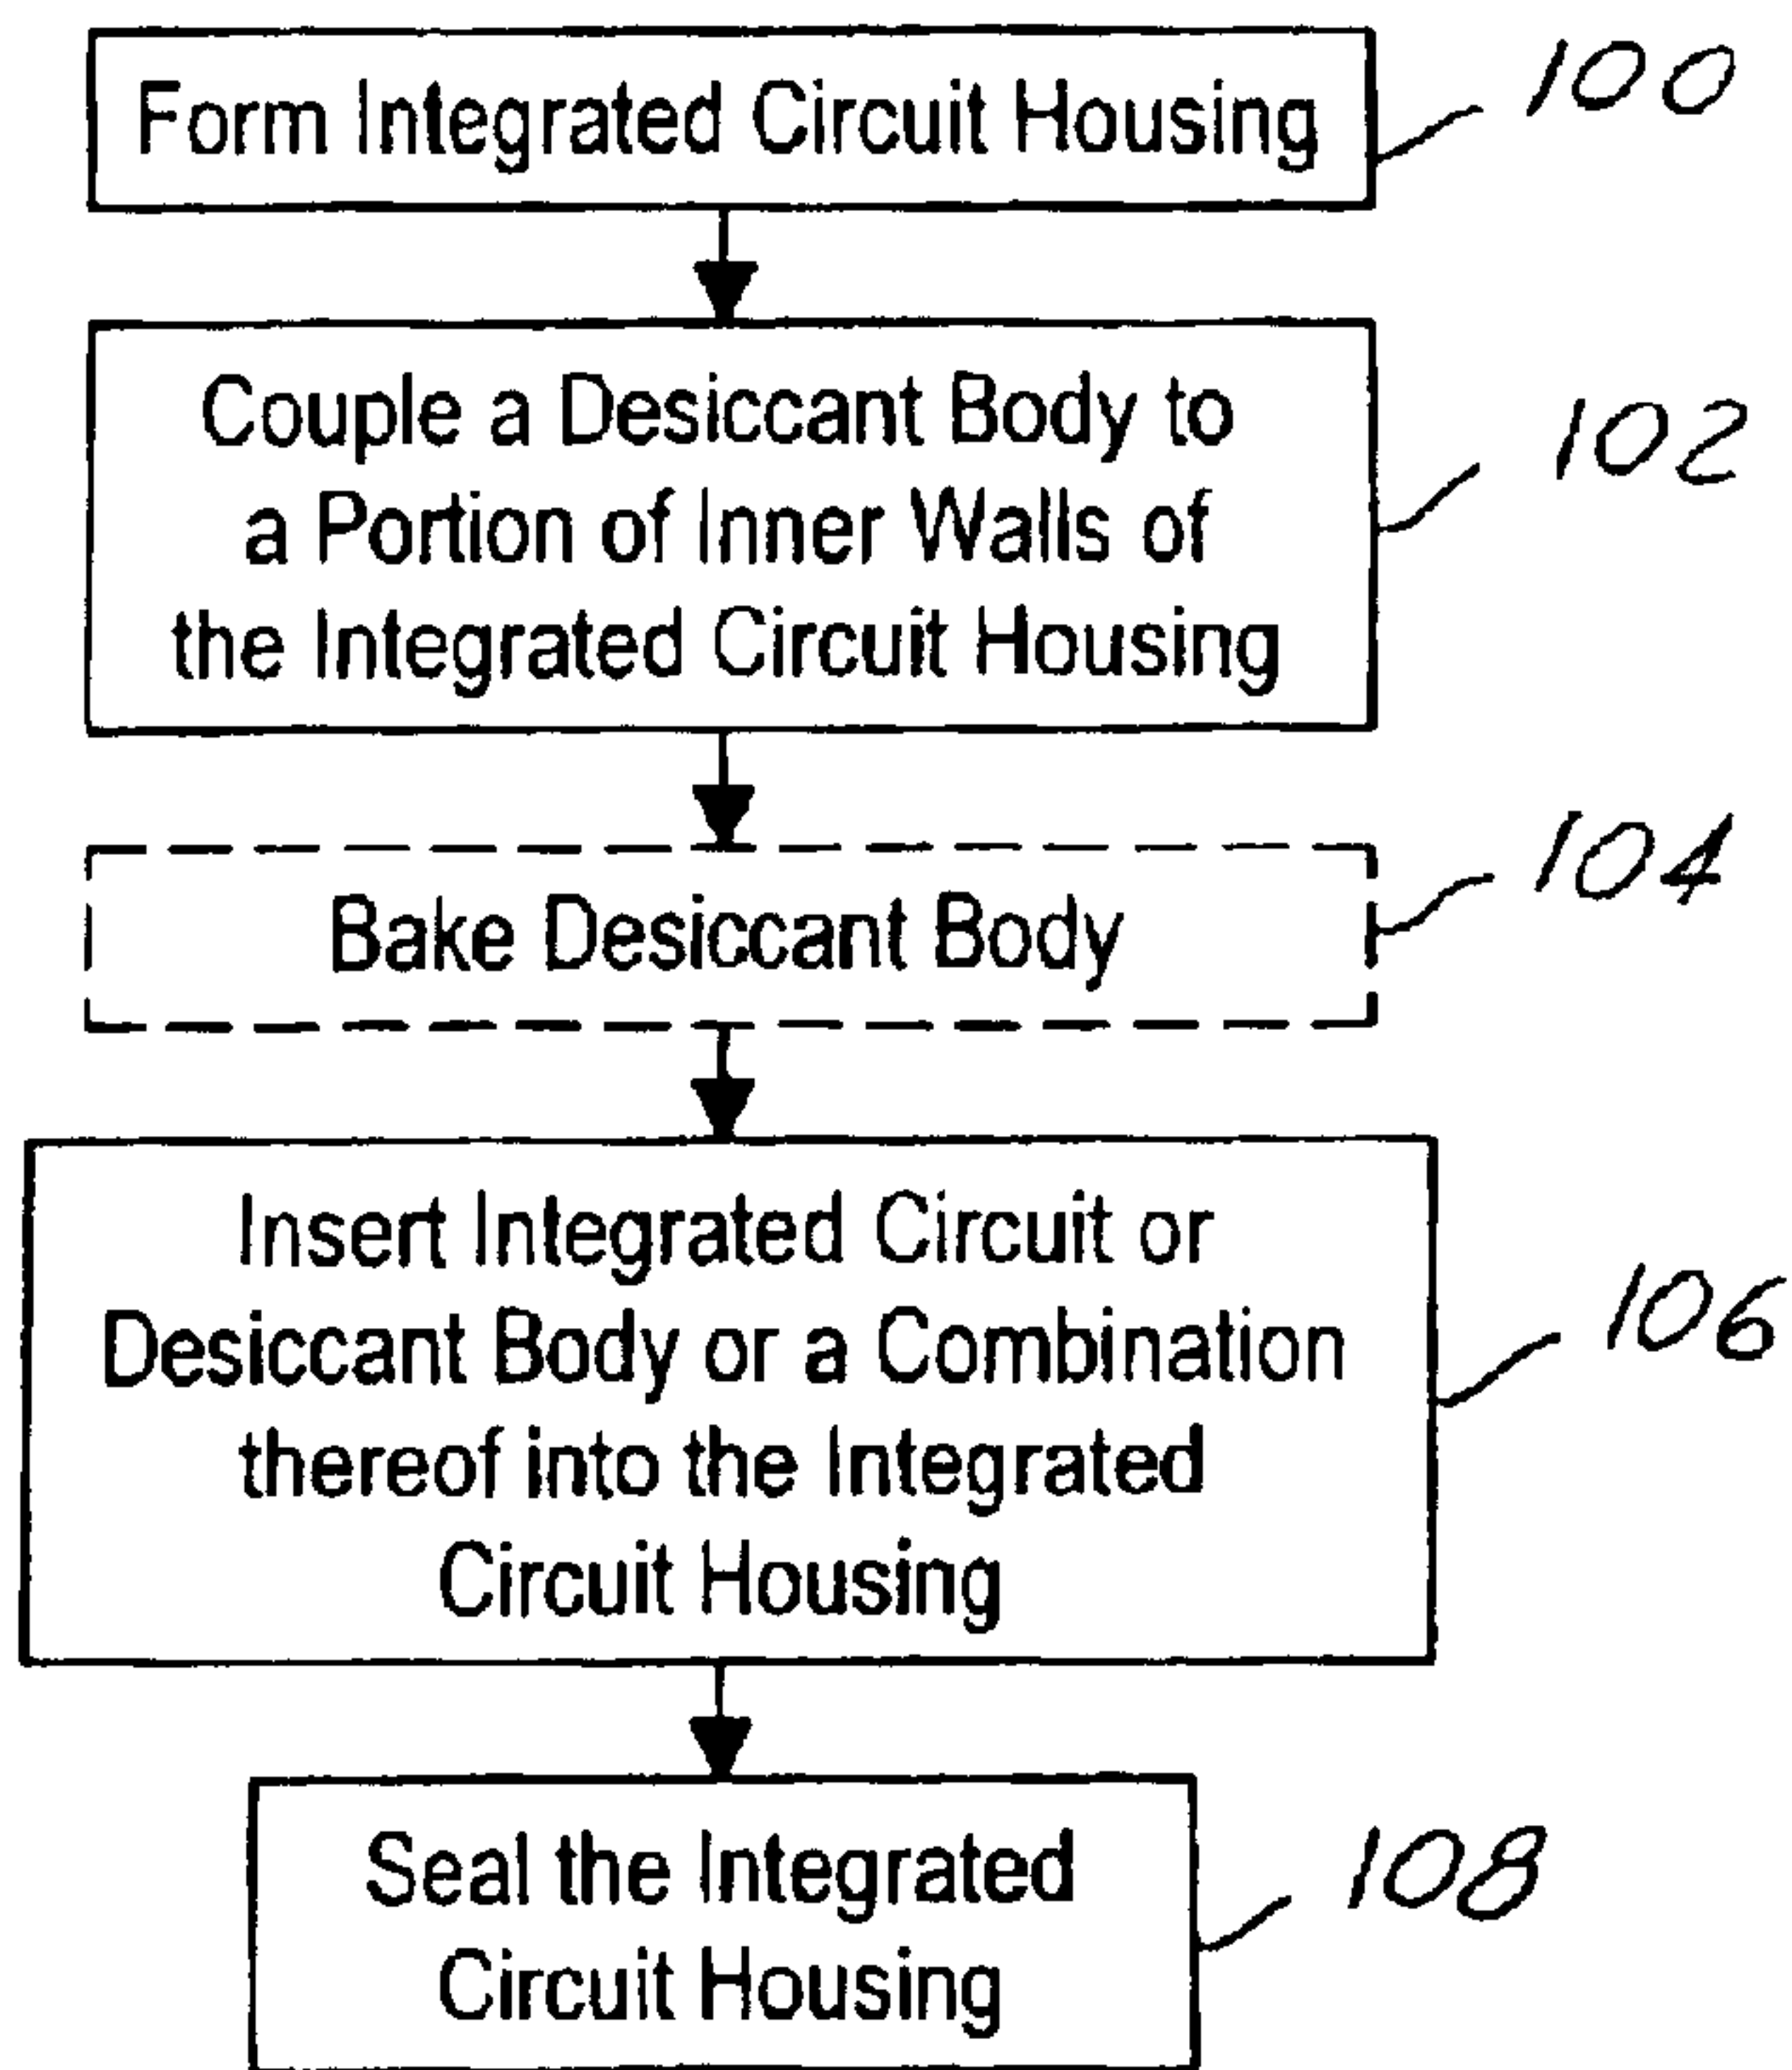 Form Integrated Circuit Housing
100
Couple a Desiccant Body to
a Portion of Inner Walls of
the Integrated Circuit Housing
102
Bake Desiccant Body
104
Insert Integrated Circuit or
Desiccant Body or a Combination
thereof into the Integrated
Circuit Housing
106
Seal the Integrated
Circuit Housing
108